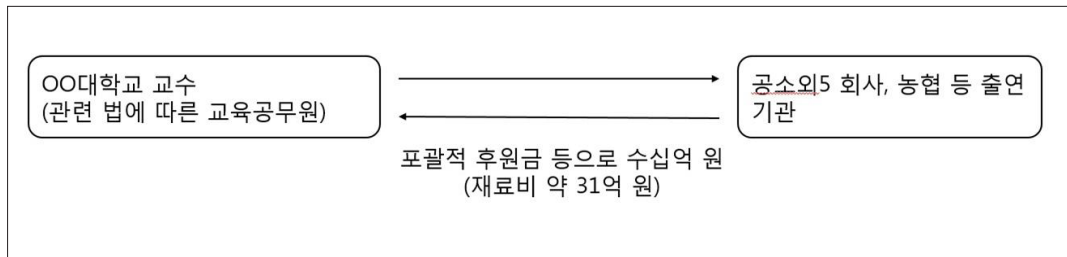 OO대학교 교수
(관련 법에 따른 교육공무원)
공소외5 회사, 농협 등 출연
기관
포괄적 후원금 등으로 수십억 원
(재료비 약 31억 원)